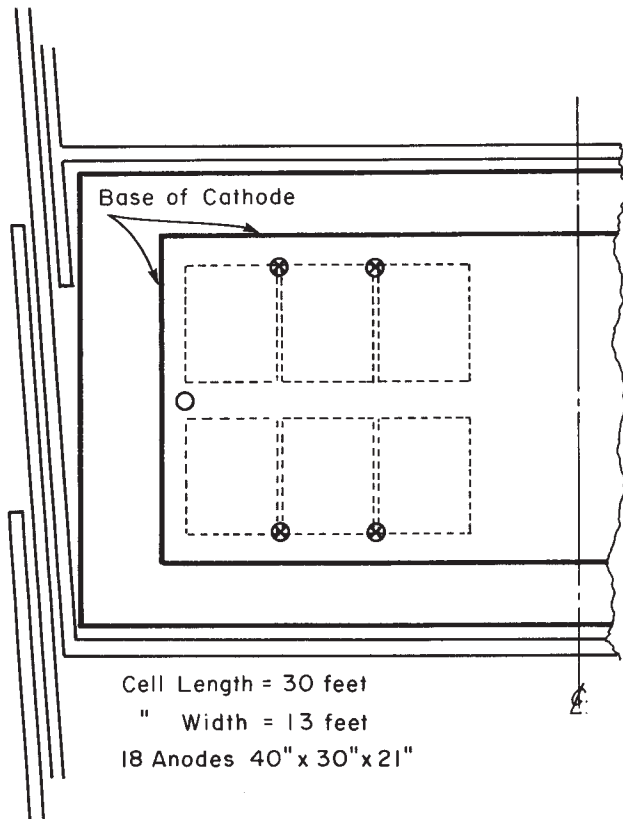 Base of Cathode
℄
Cell Length = 30 feet
" Width = 13 feet
18 Anodes 40" x 30" x 21"